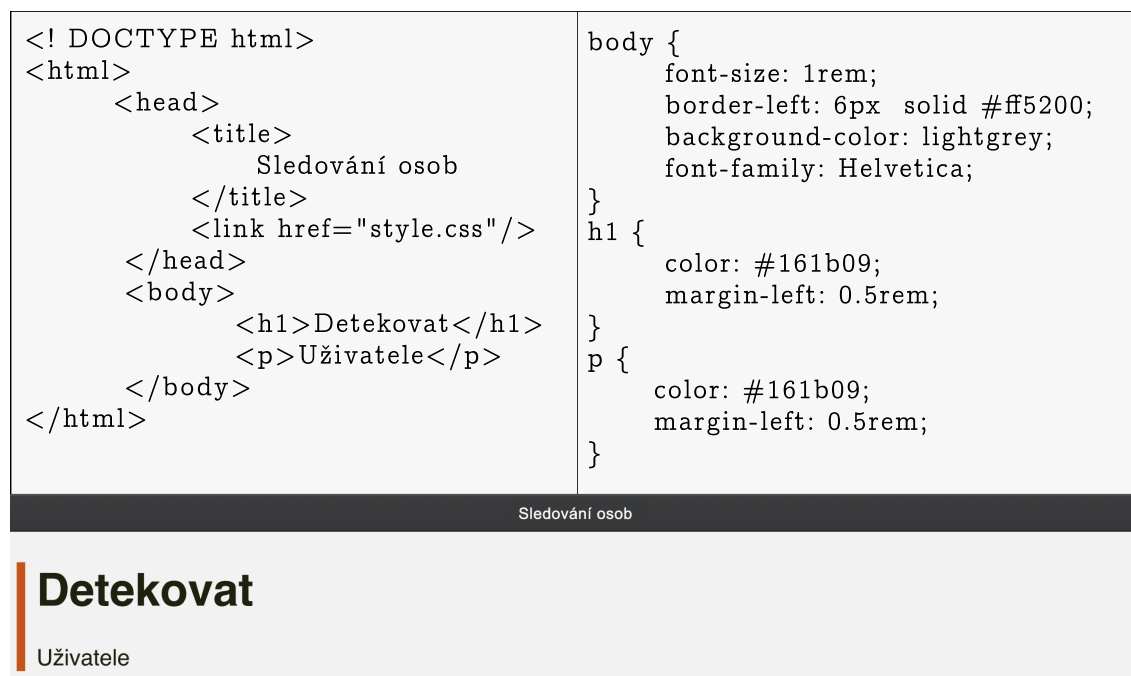 <! DOCTYPE html>
<html>
<head>
<title>
Sledování osob
</title>
<link href="style.css"/>
</head>
<body>
<h1>Detekovat</h1>
<p>Uživatele</p>
</body>
</html>
body {
font-size: 1rem;
border-left: 6px solid #ff5200;
background-color: lightgrey;
font-family: Helvetica;
}
h1 {
color: #161b09;
margin-left: 0.5rem;
}
p {
color: #161b09;
margin-left: 0.5rem;
}
Sledování osob
Detekovat
Uživatele